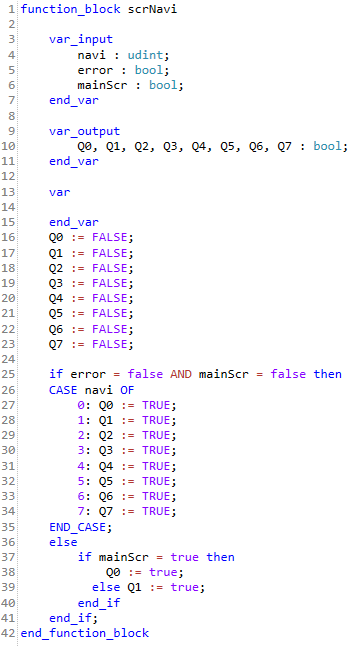 1 function_block scrNavi
2
3     var_input
4         navi : udint;
5         error : bool;
6         mainScr : bool;
7     end_var
8
9     var_output
10         Q0, Q1, Q2, Q3, Q4, Q5, Q6, Q7 : bool;
11     end_var
12
13     var
14
15     end_var
16     Q0 := FALSE;
17     Q1 := FALSE;
18     Q2 := FALSE;
19     Q3 := FALSE;
20     Q4 := FALSE;
21     Q5 := FALSE;
22     Q6 := FALSE;
23     Q7 := FALSE;
24
25     if error = false AND mainScr = false then
26     CASE navi OF
27         0: Q0 := TRUE;
28         1: Q1 := TRUE;
29         2: Q2 := TRUE;
30         3: Q3 := TRUE;
31         4: Q4 := TRUE;
32         5: Q5 := TRUE;
33         6: Q6 := TRUE;
34         7: Q7 := TRUE;
35     END_CASE;
36     else
37         if mainScr = true then
38             Q0 := true;
39           else Q1 := true;
40         end_if
41     end_if;
42 end_function_block